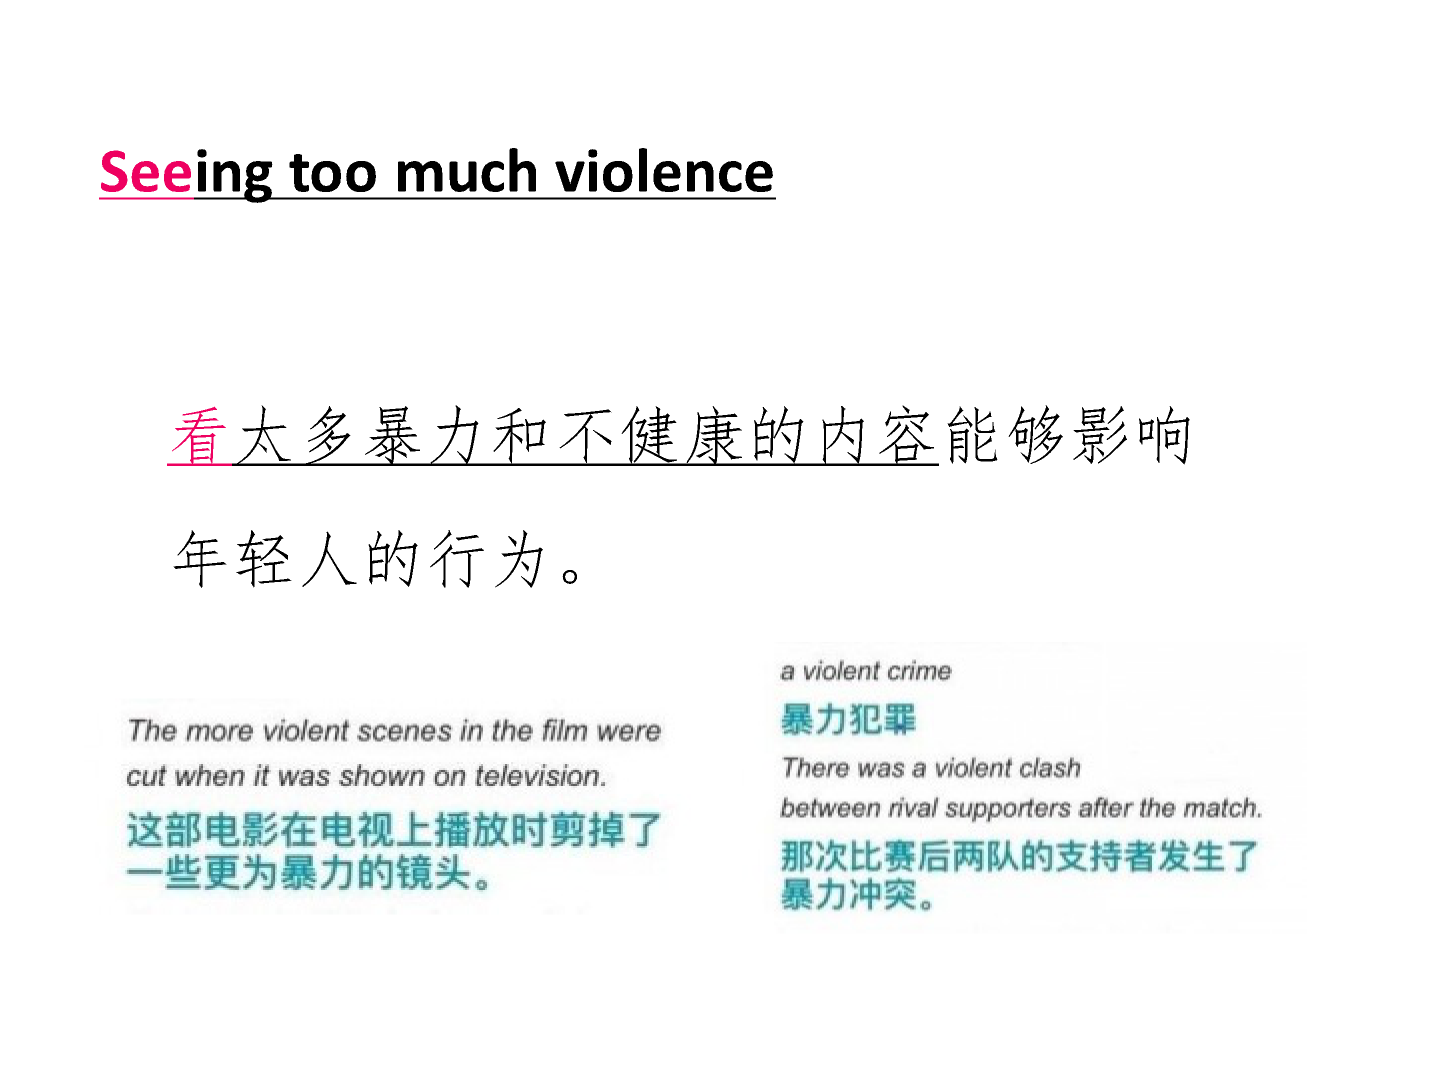 Seeing too much violence
看太多暴力和不健康的内容能够影响
年轻人的行为。
The more violent scenes in the film were
cut when it was shown on television.
这部电影在电视上播放时剪掉了
一些更为暴力的镜头。
a violent crime
暴力犯罪
There was a violent clash
between rival supporters after the match.
那次比赛后两队的支持者发生了
暴力冲突。